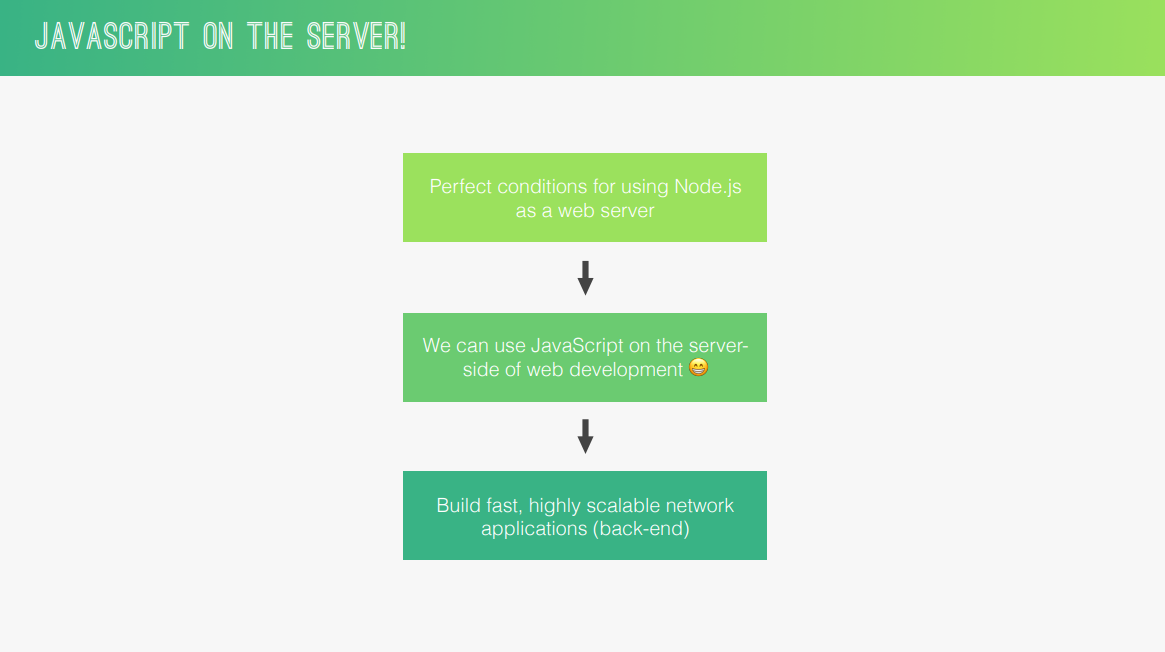 JAVASCRIPT ON THE SERVER!
Perfect conditions for using Node.js
as a web server
We can use JavaScript on the server-
side of web development 😁
Build fast, highly scalable network
applications (back-end)